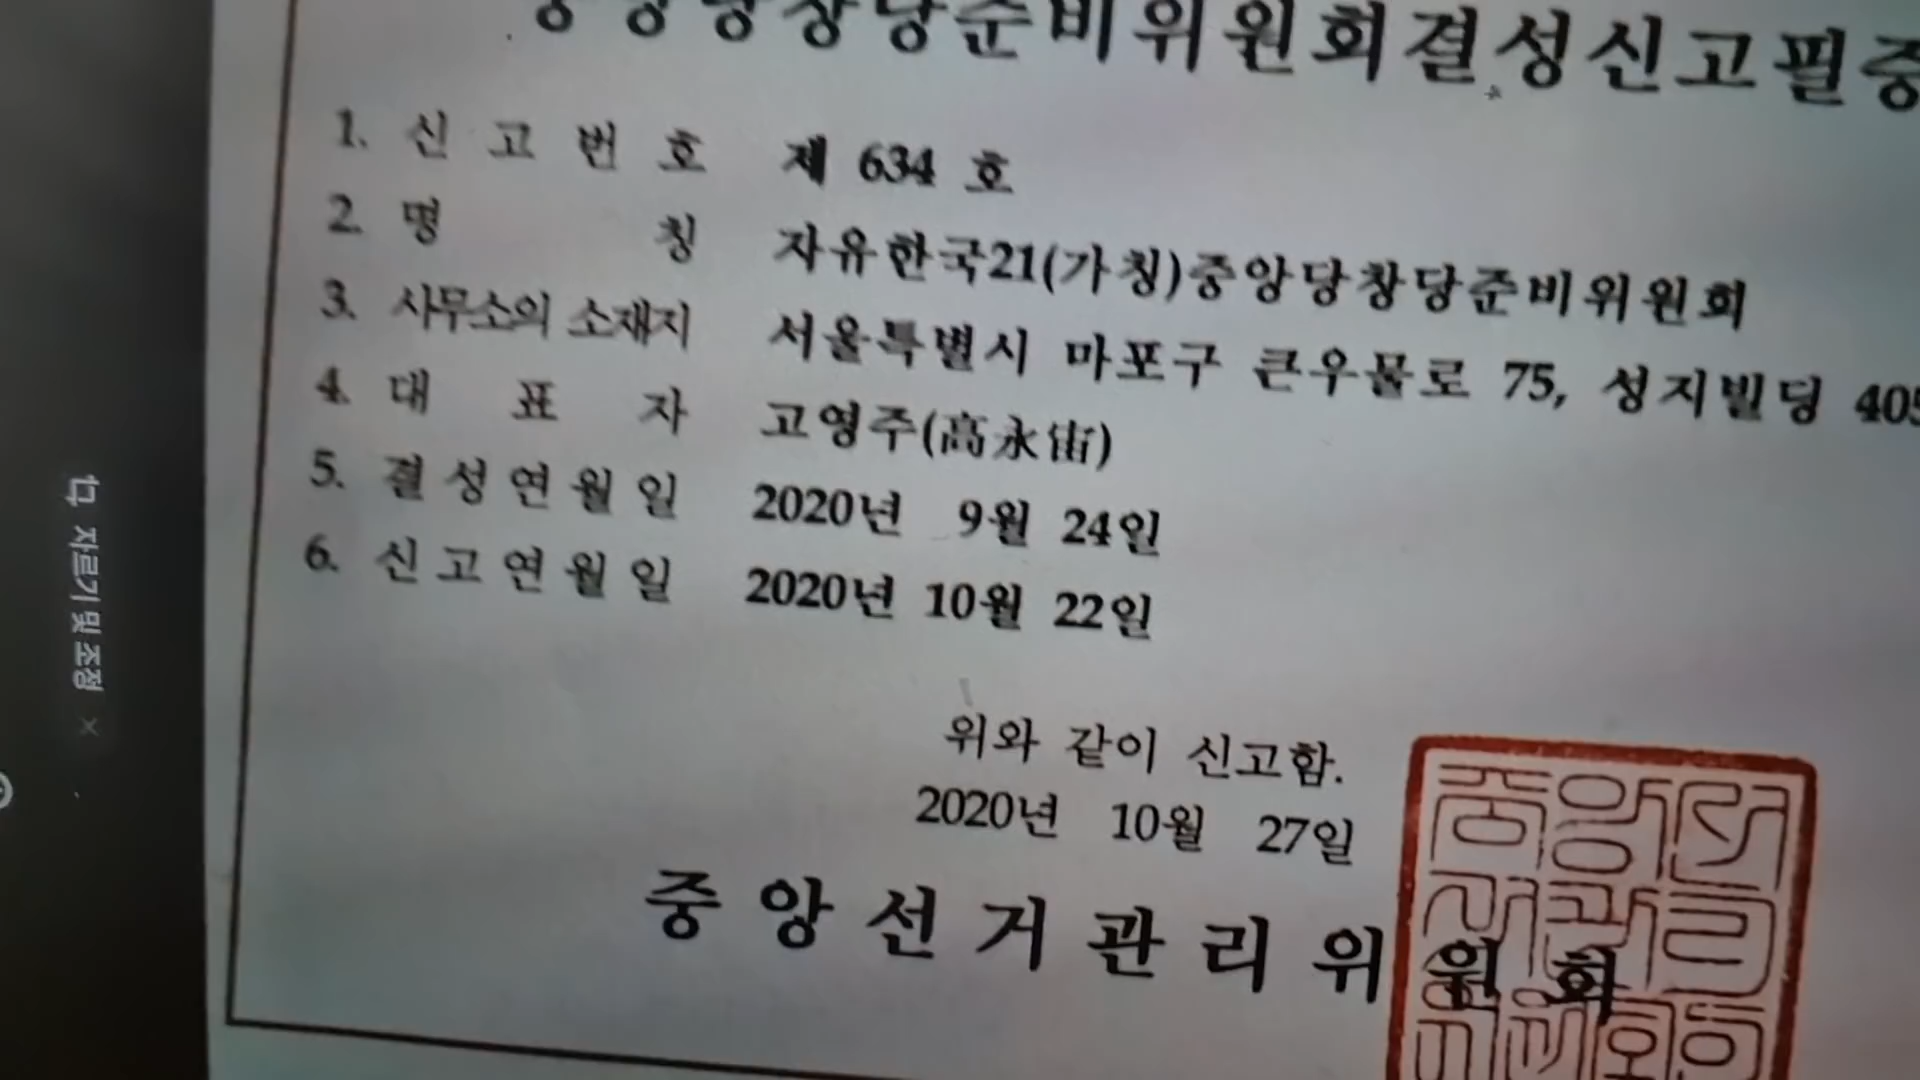 중앙당창당준비위원회결성신고필증
1. 신고번호 제 634 호
2. 명칭 자유한국21(가칭)중앙당창당준비위원회
3. 사무소의 소재지 서울특별시 마포구 큰우물로 75, 성지빌딩 405
4. 대표자 고영주(高永宙)
5. 결성연월일 2020년 9월 24일
6. 신고연월일 2020년 10월 22일
위와 같이 신고함.
2020년 10월 27일
중앙선거관리위원회
자르기 및 조정 ×